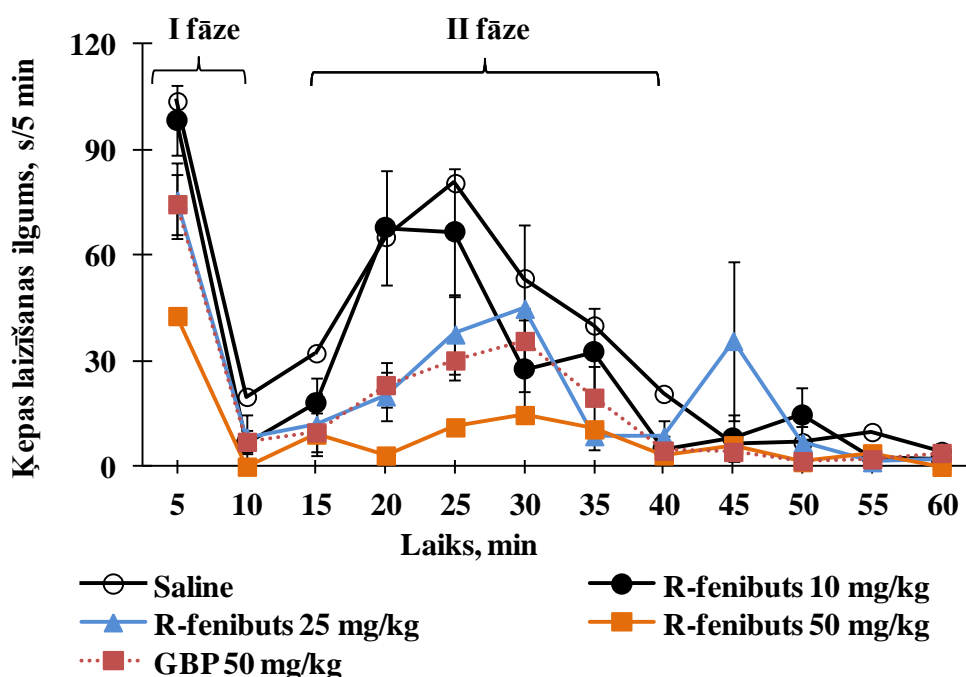 I fāze
II fāze
Ķepas laizīšanas ilgums, s/5 min
120
90
60
30
0
5 10 15 20 25 30 35 40 45 50 55 60
Laiks, min
Saline
R-fenibuts 10 mg/kg
R-fenibuts 25 mg/kg
R-fenibuts 50 mg/kg
GBP 50 mg/kg